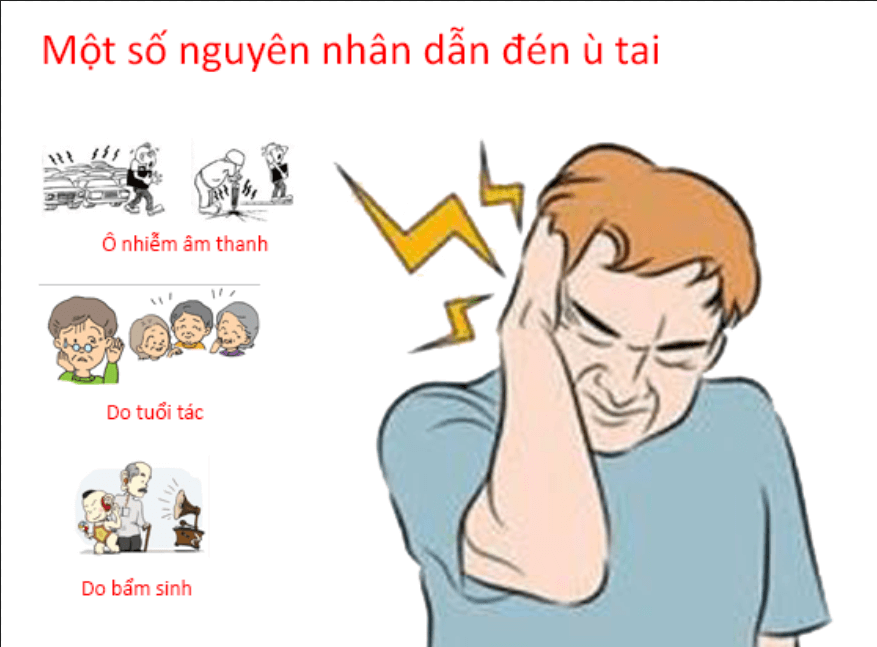 Một số nguyên nhân dẫn đén ù tai
Ô nhiễm âm thanh
Do tuổi tác
Do bẩm sinh